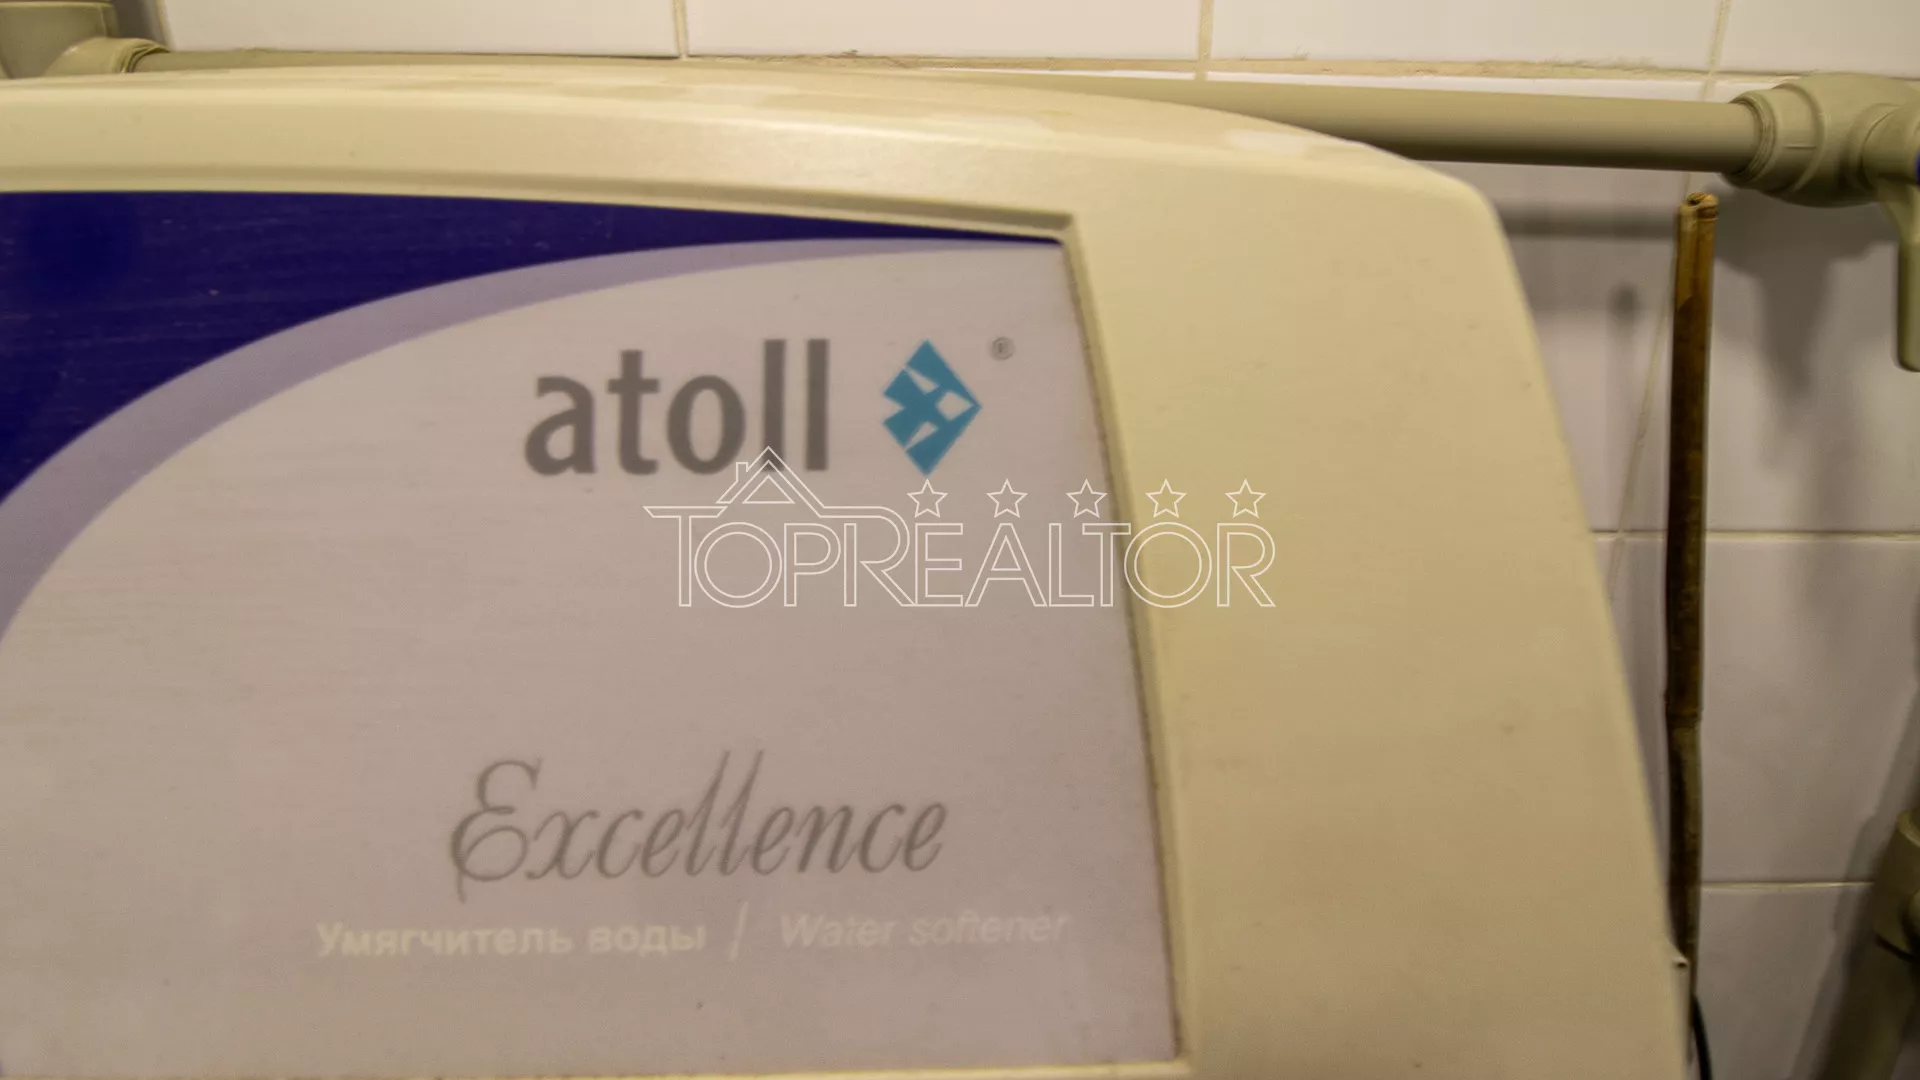 atoll ®
TOPREALTOR
Excellence
Умягчитель воды / Water softener